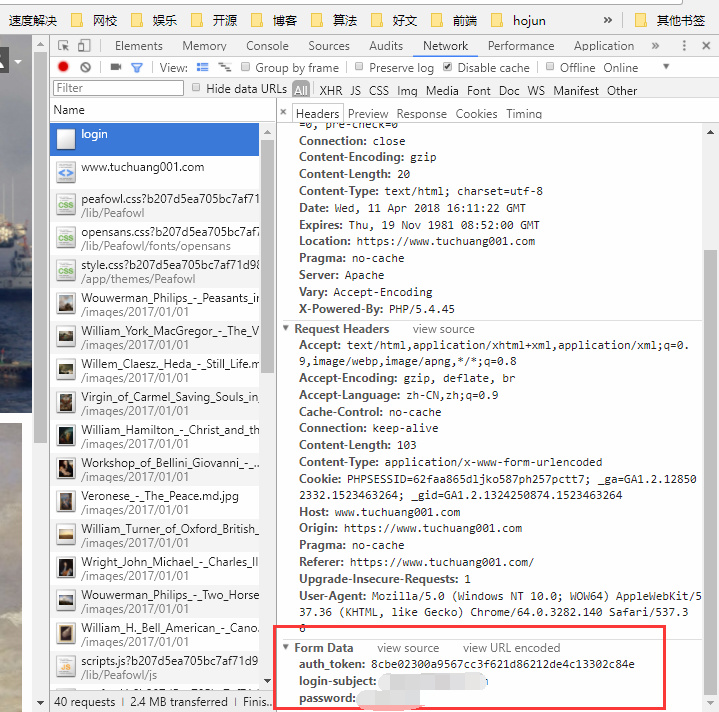 速度解决 网校 娱乐 开源 博客 算法 好文 前端 hojun » 其他书签
Elements Memory Console Sources Audits Network Performance Application »
View: Group by frame Preserve log Disable cache Offline Online
Filter Hide data URLs All XHR JS CSS Img Media Font Doc WS Manifest Other
Name
login
www.tuchuang001.com
peafowl.css?b207d5ea705bc7af71
/lib/Peafowl
opensans.css?b207d5ea705bc7af
/lib/Peafowl/fonts/opensans
style.css?b207d5ea705bc7af71d98
/app/themes/Peafowl
Wouwerman_Philips_-_Peasants_in
/images/2017/01/01
William_York_MacGregor_-_The_V
/images/2017/01/01
Willem_Claesz._Heda_-_Still_Life.m
/images/2017/01/01
Virgin_of_Carmel_Saving_Souls_in_
/images/2017/01/01
William_Hamilton_-_Christ_and_th
/images/2017/01/01
Workshop_of_Bellini_Giovanni_-_..
/images/2017/01/01
Veronese_-_The_Peace.md.jpg
/images/2017/01/01
William_Turner_of_Oxford_British_
/images/2017/01/01
Wright_John_Michael_-_Charles_II
/images/2017/01/01
Wouwerman_Philips_-_Two_Horse
/images/2017/01/01
William_H._Bell_American_-_Cano.
/images/2017/01/01
scripts.js?b207d5ea705bc7af71d9
/lib/Peafowl/js
40 requests | 2.4 MB transferred | Finis...
× Headers Preview Response Cookies Timing
=0, pre-check=0
Connection: close
Content-Encoding: gzip
Content-Length: 20
Content-Type: text/html; charset=utf-8
Date: Wed, 11 Apr 2018 16:11:22 GMT
Expires: Thu, 19 Nov 1981 08:52:00 GMT
Location: https://www.tuchuang001.com
Pragma: no-cache
Server: Apache
Vary: Accept-Encoding
X-Powered-By: PHP/5.4.45
Request Headers view source
Accept: text/html,application/xhtml+xml,application/xml;q=0.
9,image/webp,image/apng,*/*;q=0.8
Accept-Encoding: gzip, deflate, br
Accept-Language: zh-CN,zh;q=0.9
Cache-Control: no-cache
Connection: keep-alive
Content-Length: 103
Content-Type: application/x-www-form-urlencoded
Cookie: PHPSESSID=62faa865dljko587ph257pctt7; _ga=GA1.2.12850
2332.1523463264; _gid=GA1.2.1324250874.1523463264
Host: www.tuchuang001.com
Origin: https://www.tuchuang001.com
Pragma: no-cache
Referer: https://www.tuchuang001.com/
Upgrade-Insecure-Requests: 1
User-Agent: Mozilla/5.0 (Windows NT 10.0; WOW64) AppleWebKit/5
37.36 (KHTML, like Gecko) Chrome/64.0.3282.140 Safari/537.3
6
Form Data view source view URL encoded
auth_token: 8cbe02300a9567cc3f621d86212de4c13302c84e
login-subject:
password: